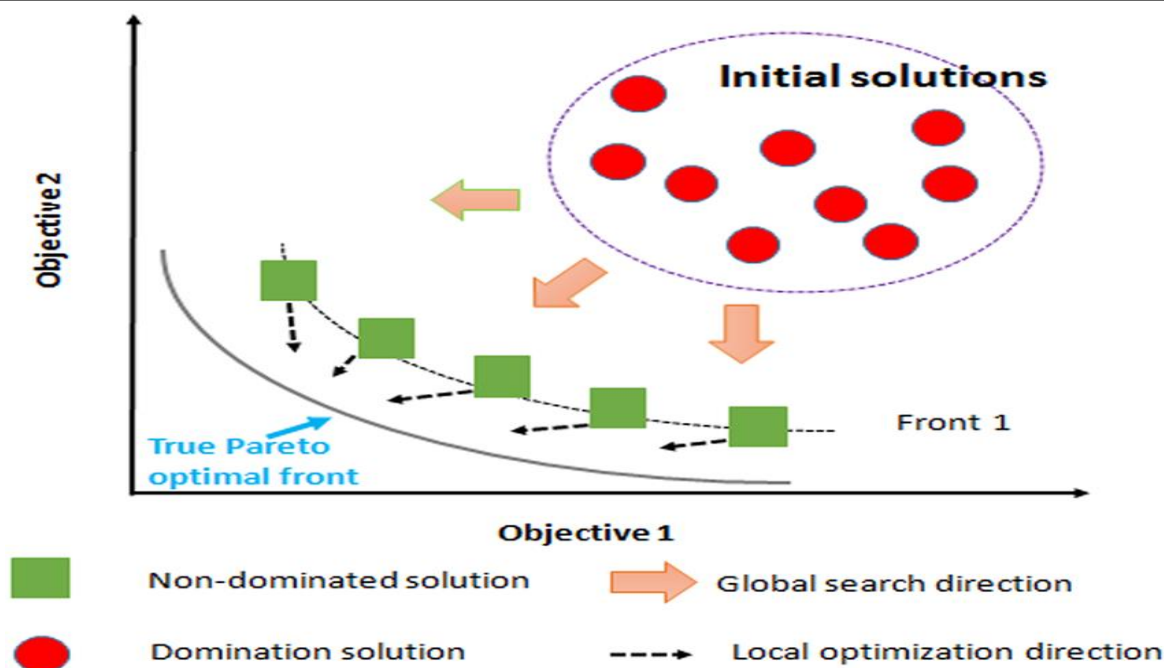 Initial solutions
Objective 2
Front 1
True Pareto
optimal front
Objective 1
Non-dominated solution
Global search direction
Domination solution
Local optimization direction